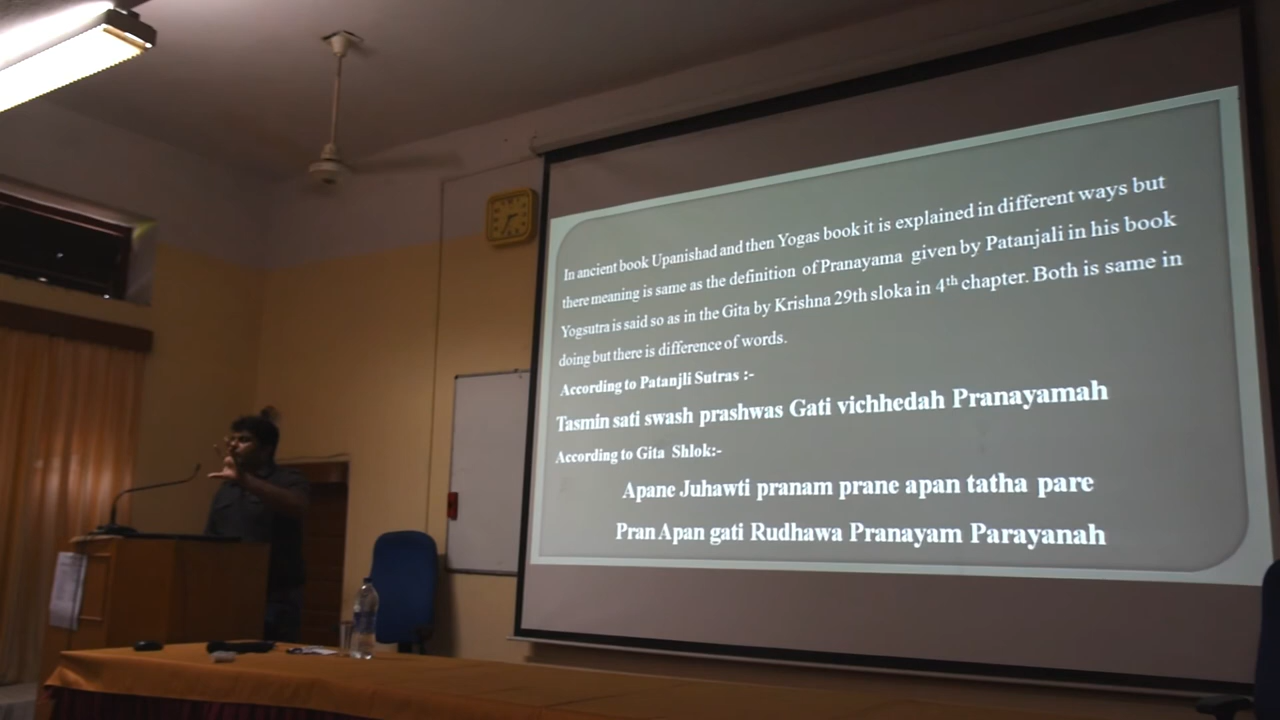 In ancient book Upanishad and then Yogas book it is explained in different ways but
there meaning is same as the definition of Pranayama given by Patanjali in his book
Yogsutra is said so as in the Gita by Krishna 29th sloka in 4th chapter. Both is same in
doing but there is difference of words.
According to Patanjli Sutras :-
Tasmin sati swash prashwas Gati vichhedah Pranayamah
According to Gita Shlok:-
Apane Juhawti pranam prane apan tatha pare
Pran Apan gati Rudhawa Pranayam Parayanah